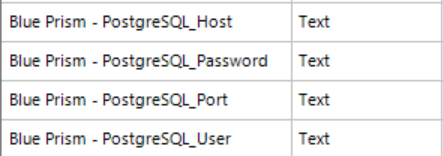 Blue Prism - PostgreSQL_Host Text
Blue Prism - PostgreSQL_Password Text
Blue Prism - PostgreSQL_Port Text
Blue Prism - PostgreSQL_User Text